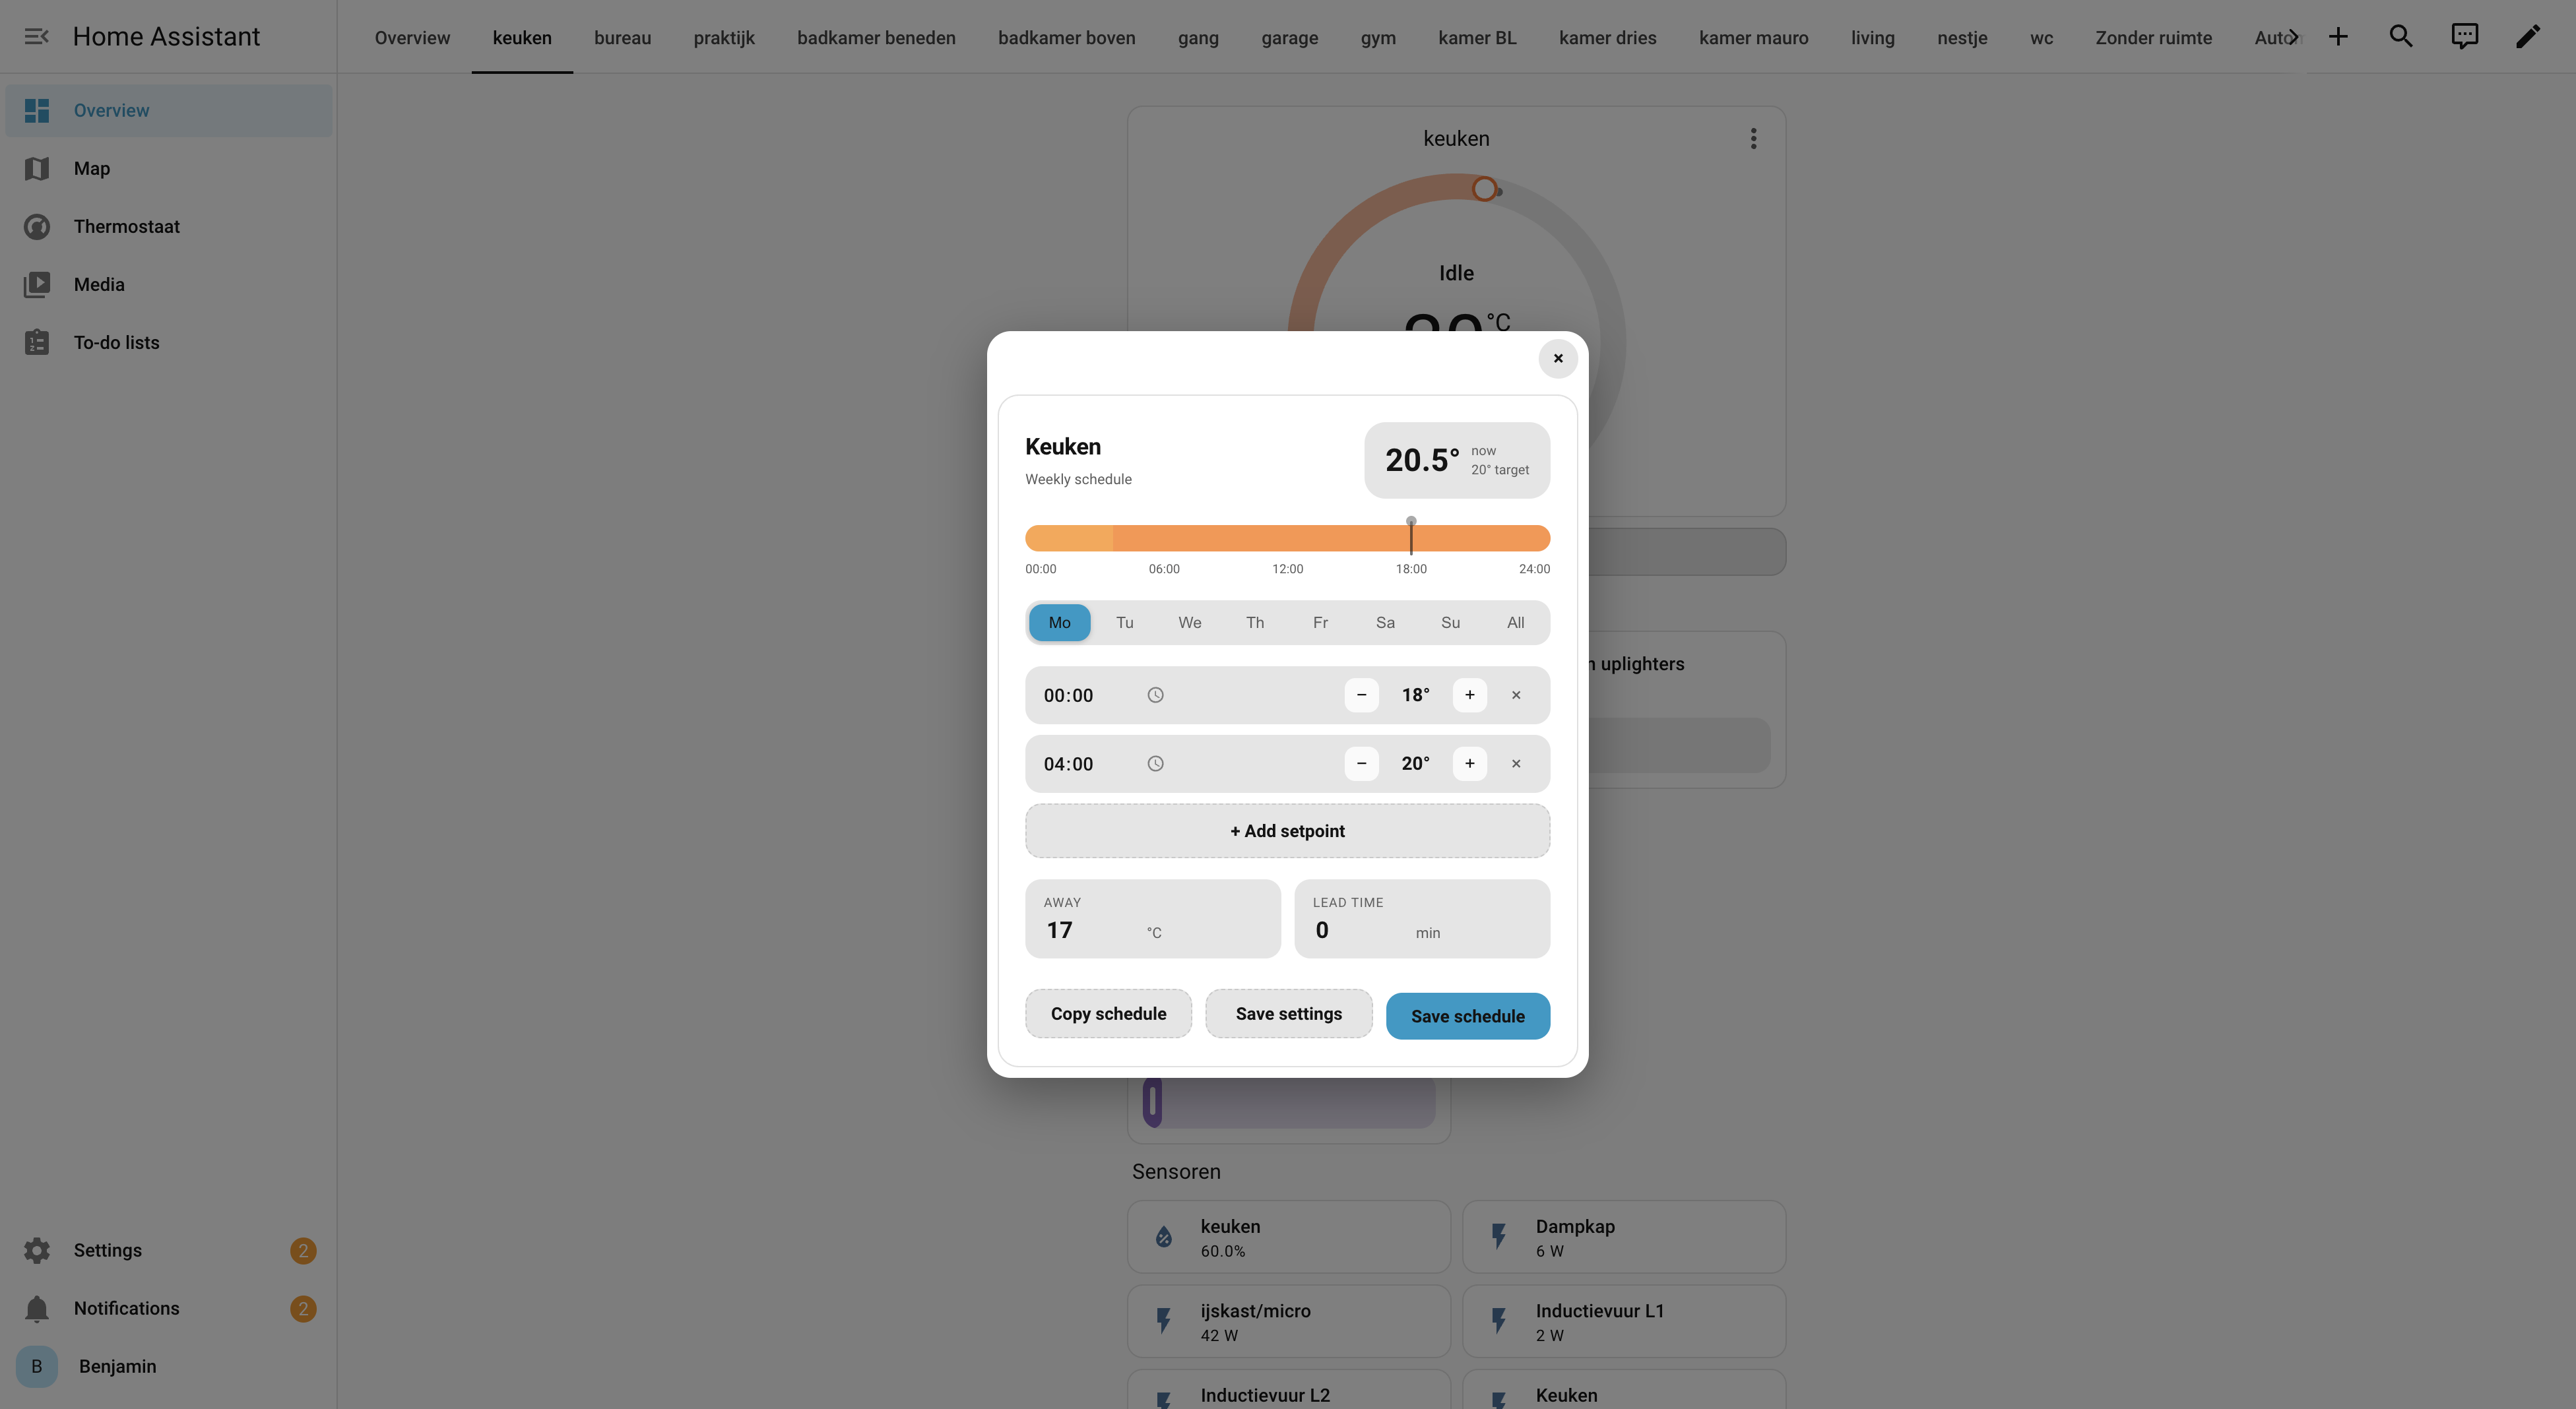 Home Assistant
Overview
keuken
bureau
praktijk
badkamer beneden
badkamer boven
gang
garage
gym
kamer BL
kamer dries
kamer mauro
living
nestje
wc
Zonder ruimte
Overview
Map
Thermostaat
Media
To-do lists
keuken
Idle
°C
×
Keuken
Weekly schedule
20.5°
now
20° target
00:00 06:00 12:00 18:00 24:00
Mo Tu We Th Fr Sa Su All
00:00 − 18° + ×
04:00 − 20° + ×
+ Add setpoint
AWAY
17 °C
LEAD TIME
0 min
Copy schedule
Save settings
Save schedule
uplighters
Sensoren
keuken
60.0%
Dampkap
6 W
ijskast/micro
42 W
Inductievuur L1
2 W
Inductievuur L2
Keuken
Settings 2
Notifications 2
B Benjamin